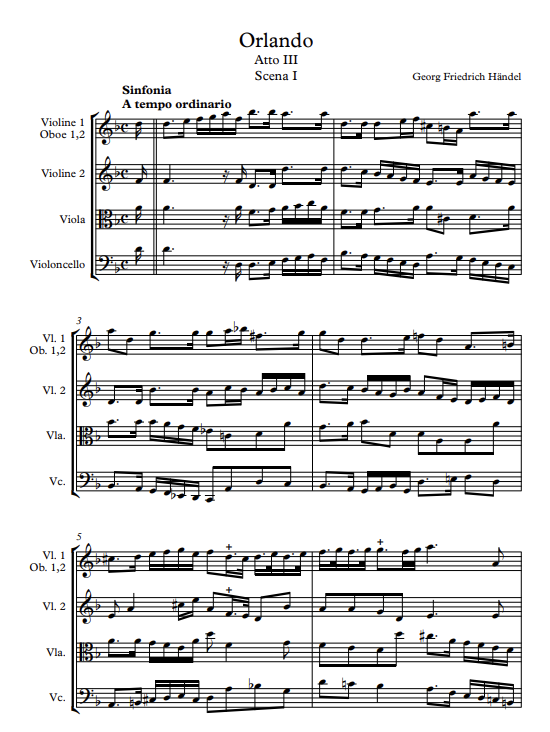 Orlando
Atto III
Scena I
Georg Friedrich Händel
Sinfonia
A tempo ordinario
Violine 1
Oboe 1,2
Violine 2
Viola
Violoncello
3
Vl. 1
Ob. 1,2
Vl. 2
Vla.
Vc.
5
Vl. 1
Ob. 1,2
Vl. 2
Vla.
Vc.